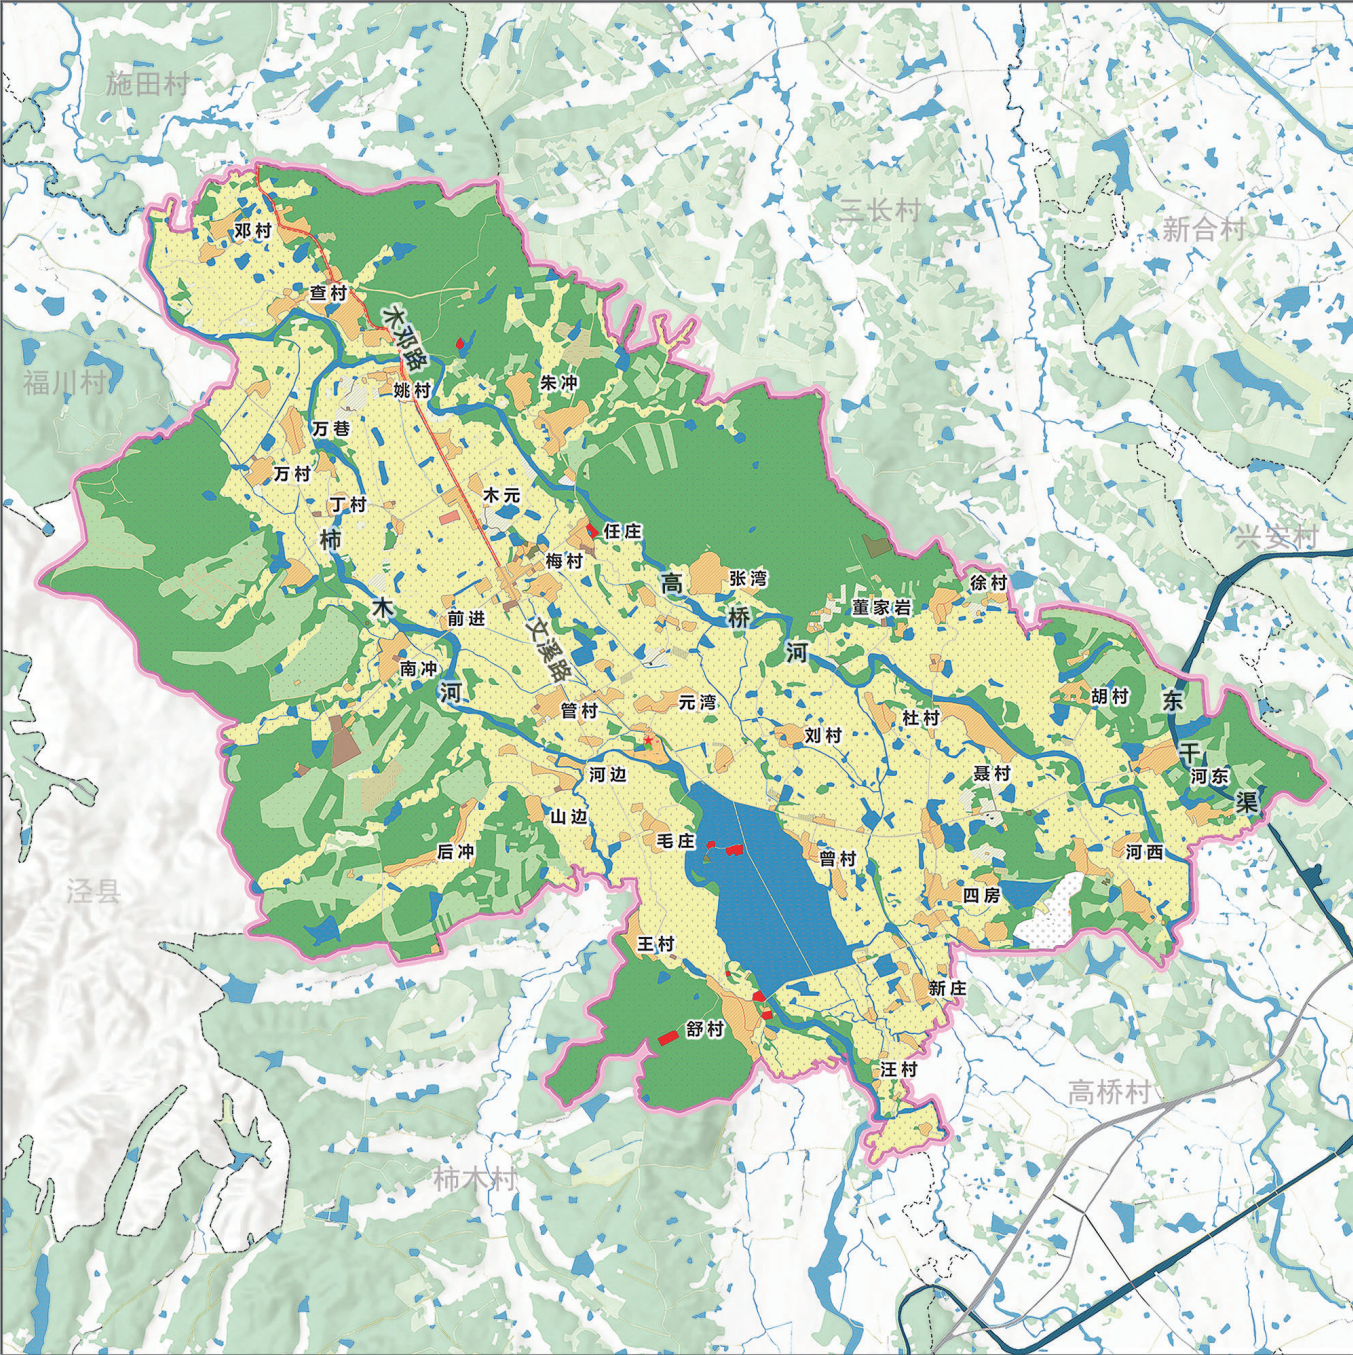 施田村
三长村
新合村
邓村
查村
木邓路
福川村
姚村
朱冲
万巷
万村
丁村
木元
任庄
兴安村
柿木河
梅村
张湾
高桥河
徐村
董家岩
前进
文溪路
南冲
管村
元湾
刘村
杜村
胡村
东干渠
河边
聂村
河东
山边
毛庄
后冲
曾村
河西
泾县
四房
王村
新庄
舒村
汪村
高桥村
柿木村